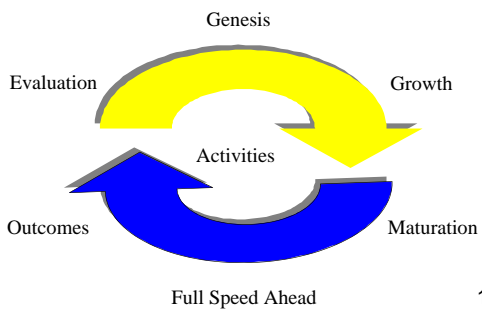 Genesis
Evaluation
Growth
Activities
Outcomes
Maturation
Full Speed Ahead